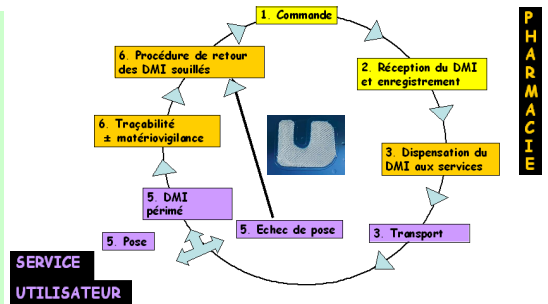 1. Commande
2. Réception du DMI
et enregistrement
3. Dispensation du
DMI aux services
3. Transport
5. Echec de pose
5. Pose
5. DMI
périmé
6. Traçabilité
± matériovigilance
6. Procédure de retour
des DMI souillés
PHARMACIE
SERVICE
UTILISATEUR